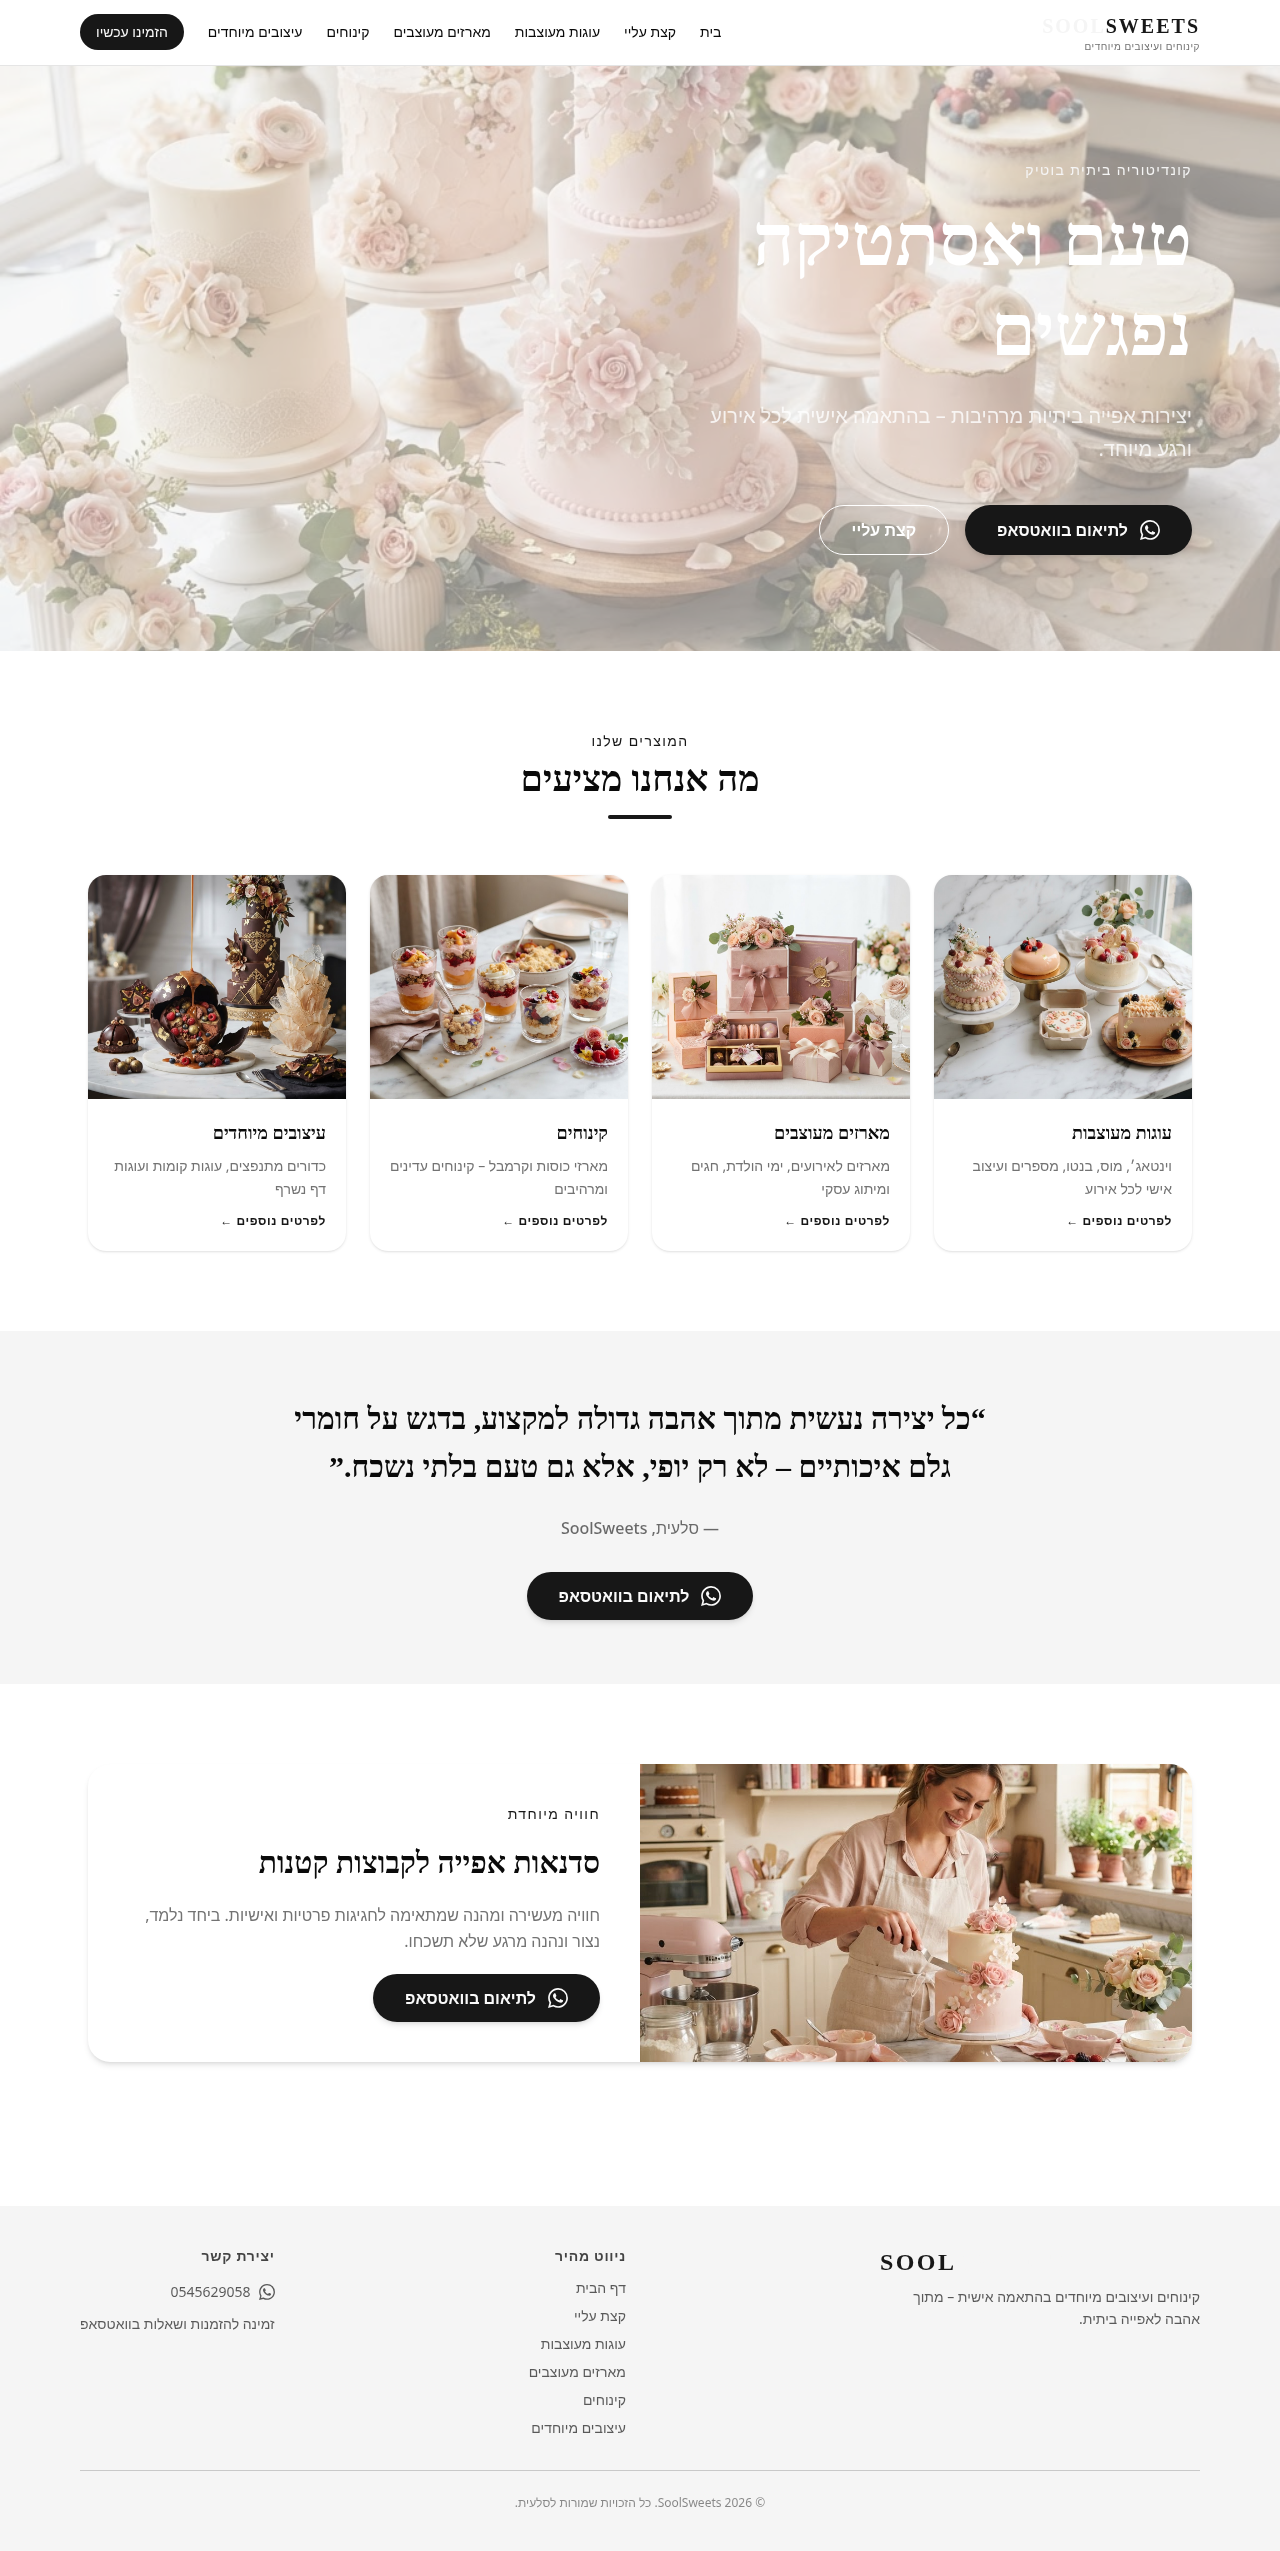 SOOLSWEETS
קינוחים ועיצובים מיוחדים
בית
קצת עליי
עוגות מעוצבות
מארזים מעוצבים
קינוחים
עיצובים מיוחדים
הזמינו עכשיו
קונדיטוריה ביתית בוטיק
טעם ואסתטיקה
נפגשים
יצירות אפייה ביתיות מרהיבות – בהתאמה אישית לכל אירוע
ורגע מיוחד.
לתיאום בוואטסאפ
קצת עליי
המוצרים שלנו
מה אנחנו מציעים
עוגות מעוצבות
וינטאג׳, מוס, בנטו, מספרים ועיצוב
אישי לכל אירוע
לפרטים נוספים ←
מארזים מעוצבים
מארזים לאירועים, ימי הולדת, חגים
ומיתוג עסקי
לפרטים נוספים ←
קינוחים
מארזי כוסות וקרמבל – קינוחים עדינים
ומרהיבים
לפרטים נוספים ←
עיצובים מיוחדים
כדורים מתנפצים, עוגות קומות ועוגות
דף נשרף
לפרטים נוספים ←
“כל יצירה נעשית מתוך אהבה גדולה למקצוע, בדגש על חומרי
גלם איכותיים – לא רק יופי, אלא גם טעם בלתי נשכח.”
— סלעית, SoolSweets
לתיאום בוואטסאפ
חוויה מיוחדת
סדנאות אפייה לקבוצות קטנות
חוויה מעשירה ומהנה שמתאימה לחגיגות פרטיות ואישיות. ביחד נלמד,
נצור ונהנה מרגע שלא תשכחו.
לתיאום בוואטסאפ
SOOL
קינוחים ועיצובים מיוחדים בהתאמה אישית – מתוך
אהבה לאפייה ביתית.
ניווט מהיר
דף הבית
קצת עליי
עוגות מעוצבות
מארזים מעוצבים
קינוחים
עיצובים מיוחדים
יצירת קשר
0545629058
זמינה להזמנות ושאלות בוואטסאפ
© 2026 SoolSweets. כל הזכויות שמורות לסלעית.